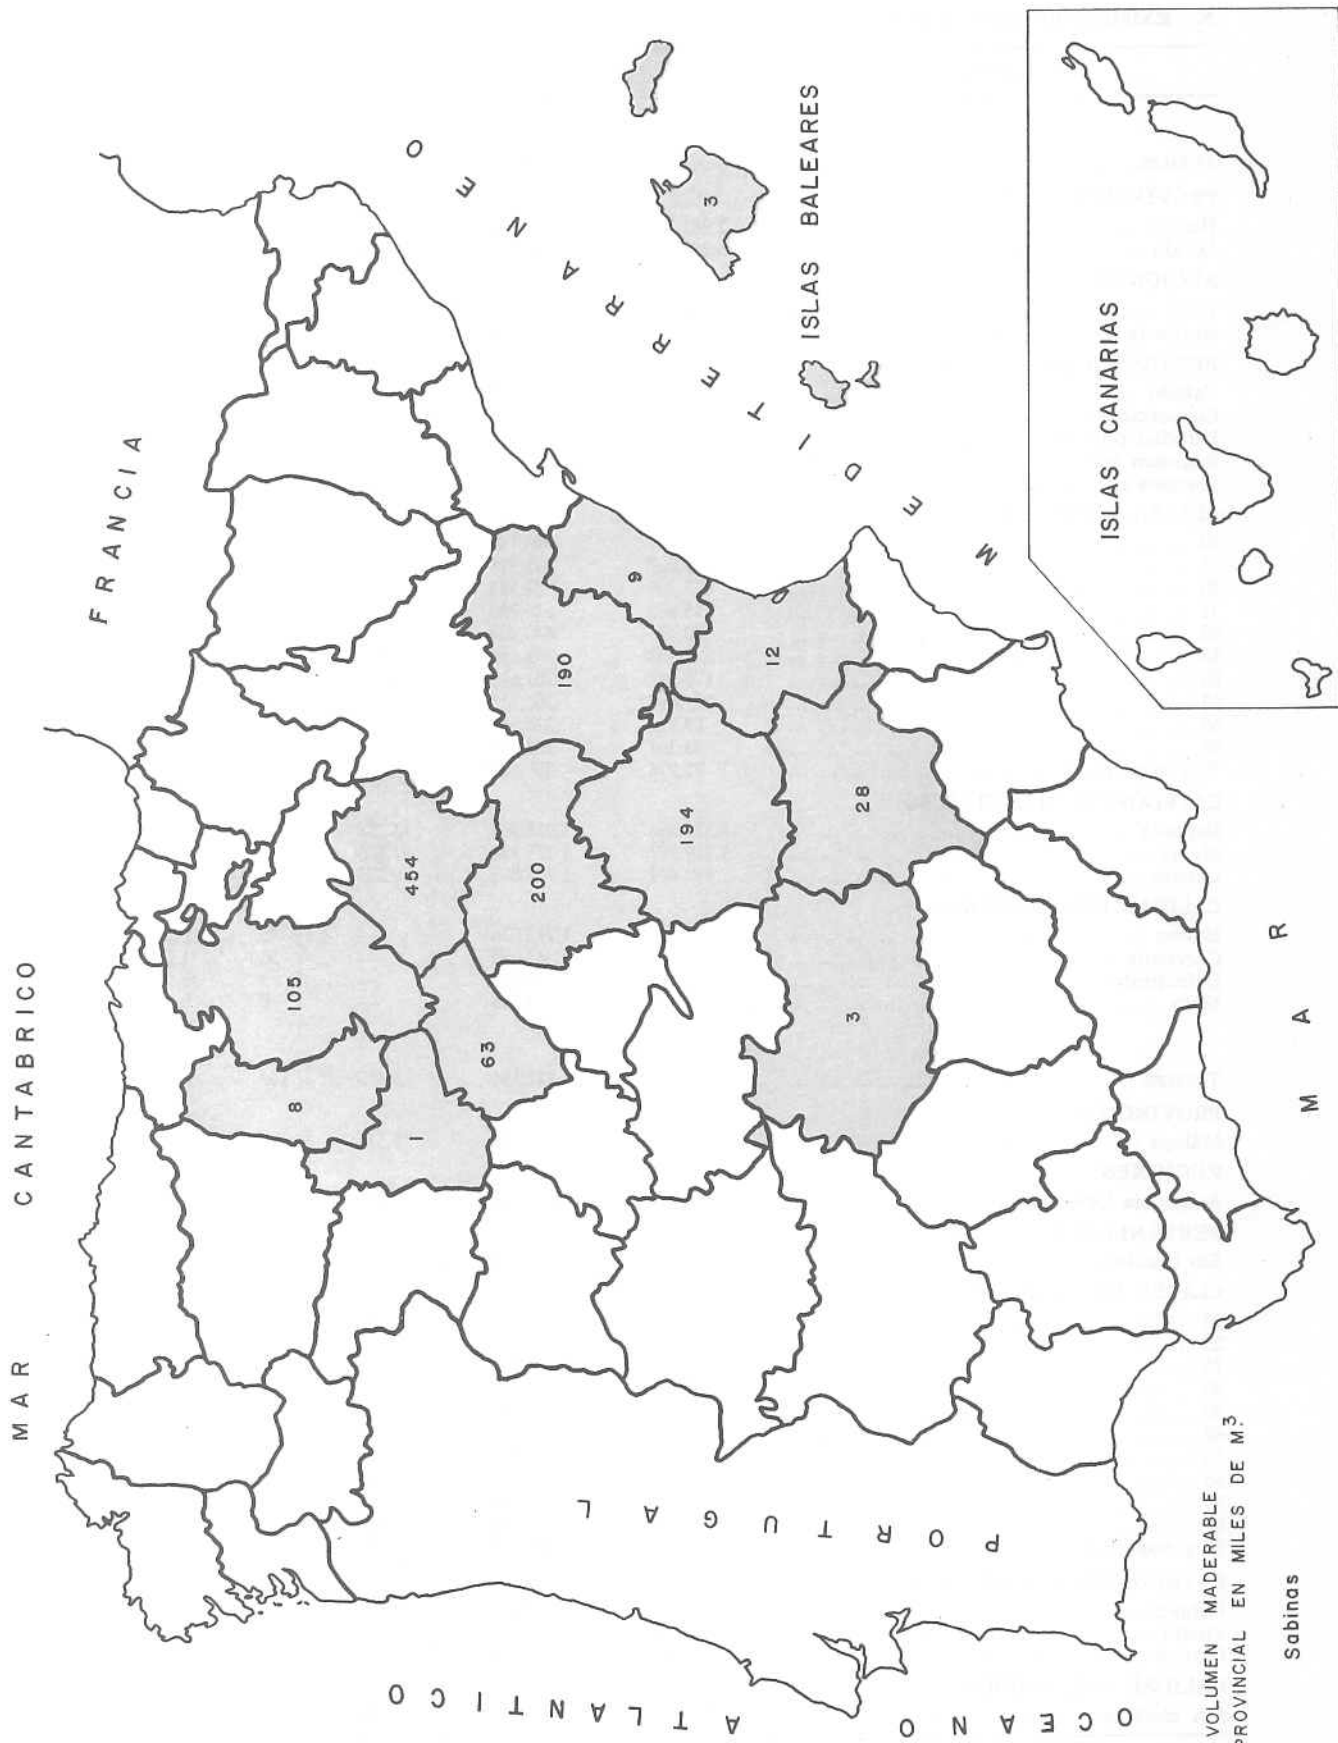 MAR CANTABRICO
FRANCIA
OCEANO ATLANTICO
PORTUGAL
MAR MEDITERRANEO
ISLAS BALEARES
ISLAS CANARIAS
105
8
454
1
63
200
190
9
194
12
28
3
3
VOLUMEN MADERABLE
PROVINCIAL EN MILES DE M.³
Sabinas